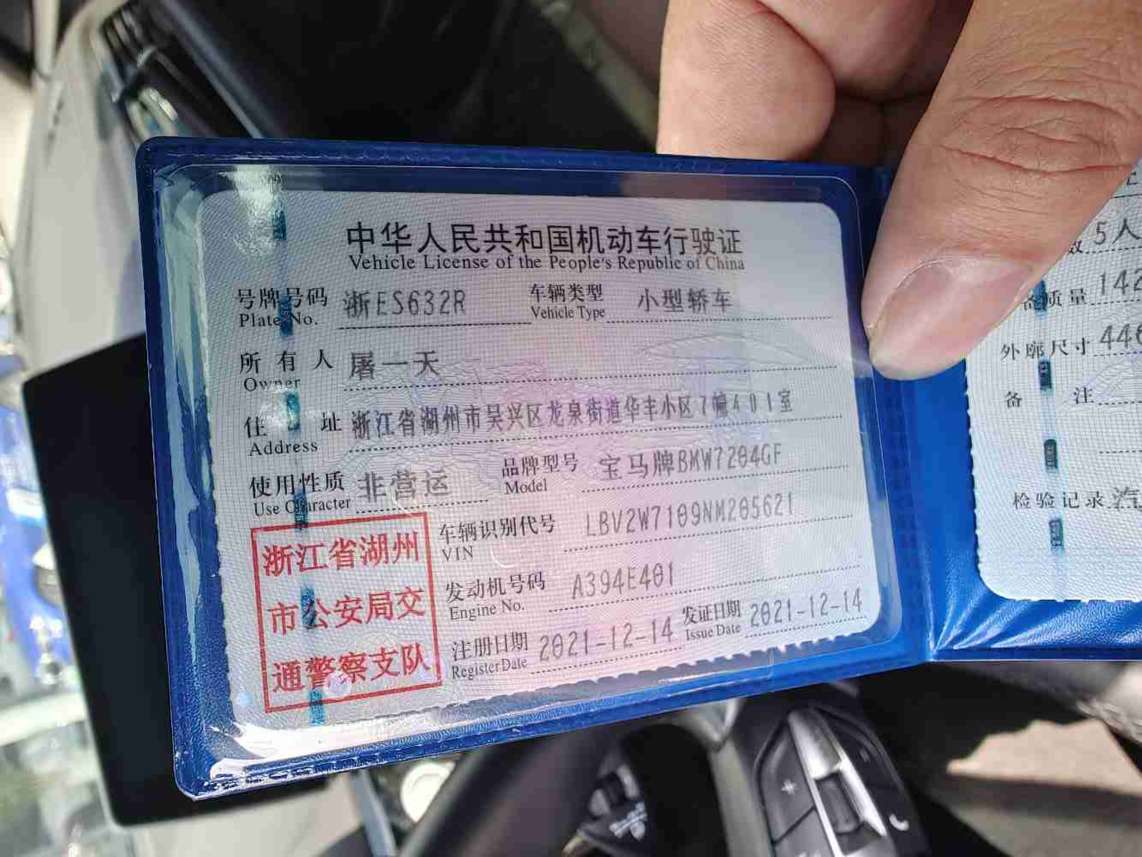 中华人民共和国机动车行驶证
Vehicle License of the People's Republic of China
号牌号码 浙ES632R 车辆类型 小型轿车
Plate No. Vehicle Type
所有人 屠一天
Owner
住址 浙江省湖州市吴兴区龙泉街道华丰小区7幢401室
Address
使用性质 非营运 品牌型号 宝马牌BMW7204GF
Use Character Model
浙江省湖州
市公安局交
通警察支队
车辆识别代号 LBV2W7109NM205621
VIN
发动机号码 A394E401
Engine No.
注册日期 2021-12-14 发证日期 2021-12-14
Register Date Issue Date
5人
质量 142
外廓尺寸 446
备注
检验记录 汽